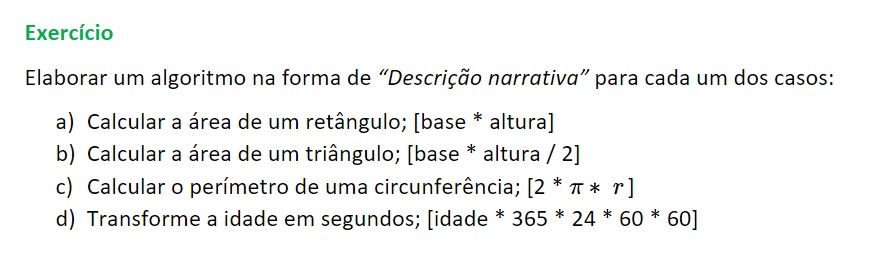 Exercício
Elaborar um algoritmo na forma de “Descrição narrativa” para cada um dos casos:
a) Calcular a área de um retângulo; [base * altura]
b) Calcular a área de um triângulo; [base * altura / 2]
c) Calcular o perímetro de uma circunferência; [2 * π * r]
d) Transforme a idade em segundos; [idade * 365 * 24 * 60 * 60]